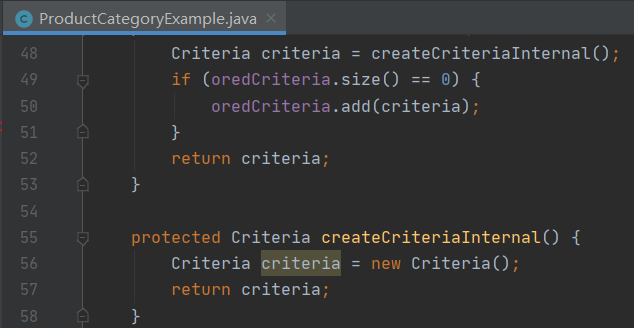 ProductCategoryExample.java
48 Criteria criteria = createCriteriaInternal();
49 if (oredCriteria.size() == 0) {
50 oredCriteria.add(criteria);
51 }
52 return criteria;
53 }
54
55 protected Criteria createCriteriaInternal() {
56 Criteria criteria = new Criteria();
57 return criteria;
58 }